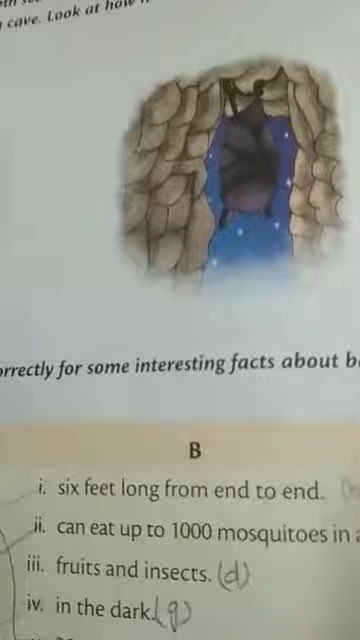 cave. Look at how
orrectly for some interesting facts about b
B
i. six feet long from end to end.
ii. can eat up to 1000 mosquitoes in a
iii. fruits and insects. (d)
iv. in the dark. (g)